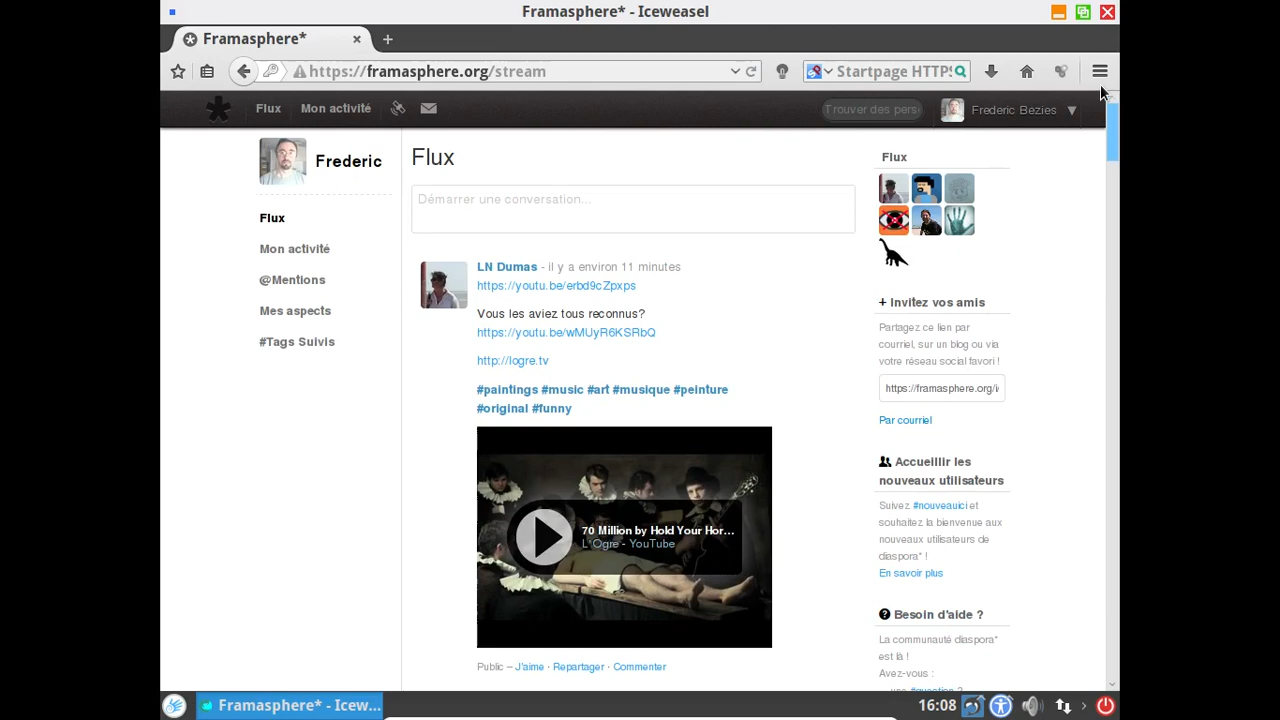 Framasphere* - Iceweasel
Framasphere*
https://framasphere.org/stream
Startpage HTTPS
Flux
Mon activité
Trouver des pers
Frederic Bezies
Frederic
Flux
Mon activité
@Mentions
Mes aspects
#Tags Suivis
Flux
Démarrer une conversation...
LN Dumas - il y a environ 11 minutes
https://youtu.be/erbd9cZpxps
Vous les aviez tous reconnus?
https://youtu.be/wMUyR6KSRbQ
http://logre.tv
#paintings #music #art #musique #peinture
#original #funny
70 Million by Hold Your Hor...
L'Ogre - YouTube
Public – J'aime · Repartager · Commenter
Flux
+ Invitez vos amis
Partagez ce lien par
courriel, sur un blog ou via
votre réseau social favori !
https://framasphere.org/i
Par courriel
Accueillir les
nouveaux utilisateurs
Suivez #nouveauici et
souhaitez la bienvenue aux
nouveaux utilisateurs de
diaspora* !
En savoir plus
Besoin d'aide ?
La communauté diaspora*
est là !
Avez-vous :
... une #question ?
Framasphere* - Icew...
16:08